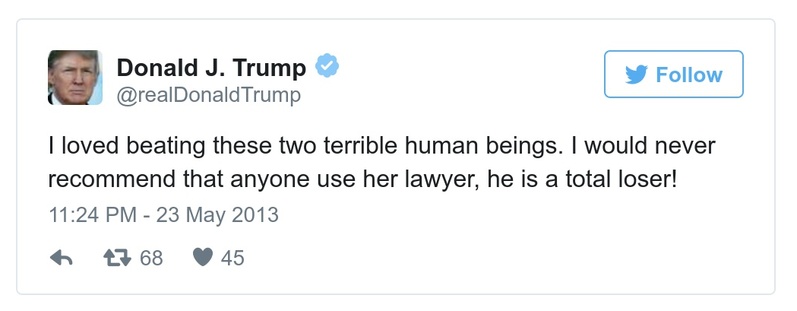 Donald J. Trump
@realDonaldTrump
Follow
I loved beating these two terrible human beings. I would never
recommend that anyone use her lawyer, he is a total loser!
11:24 PM - 23 May 2013
68 45